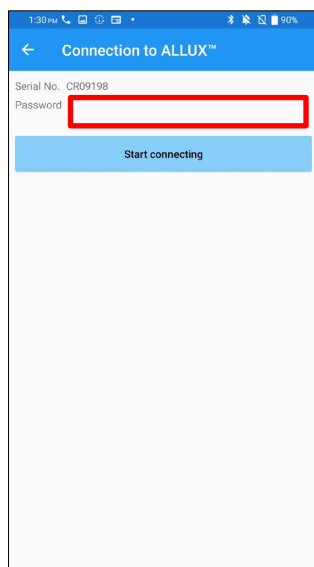 1:30 PM 90%
Connection to ALLUX™
Serial No. CR09198
Password
Start connecting